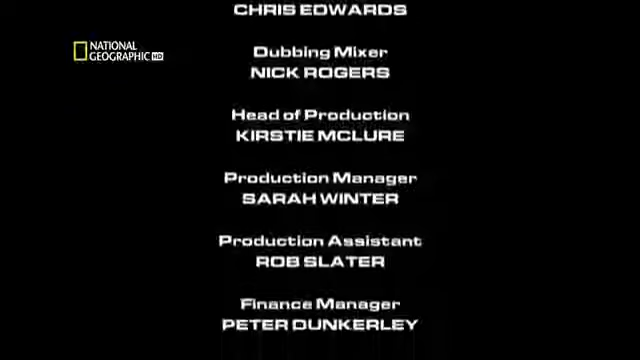 CHRIS EDWARDS
NATIONAL
GEOGRAPHIC HD
Dubbing Mixer
NICK ROGERS
Head of Production
KIRSTIE MCLURE
Production Manager
SARAH WINTER
Production Assistant
ROB SLATER
Finance Manager
PETER DUNKERLEY